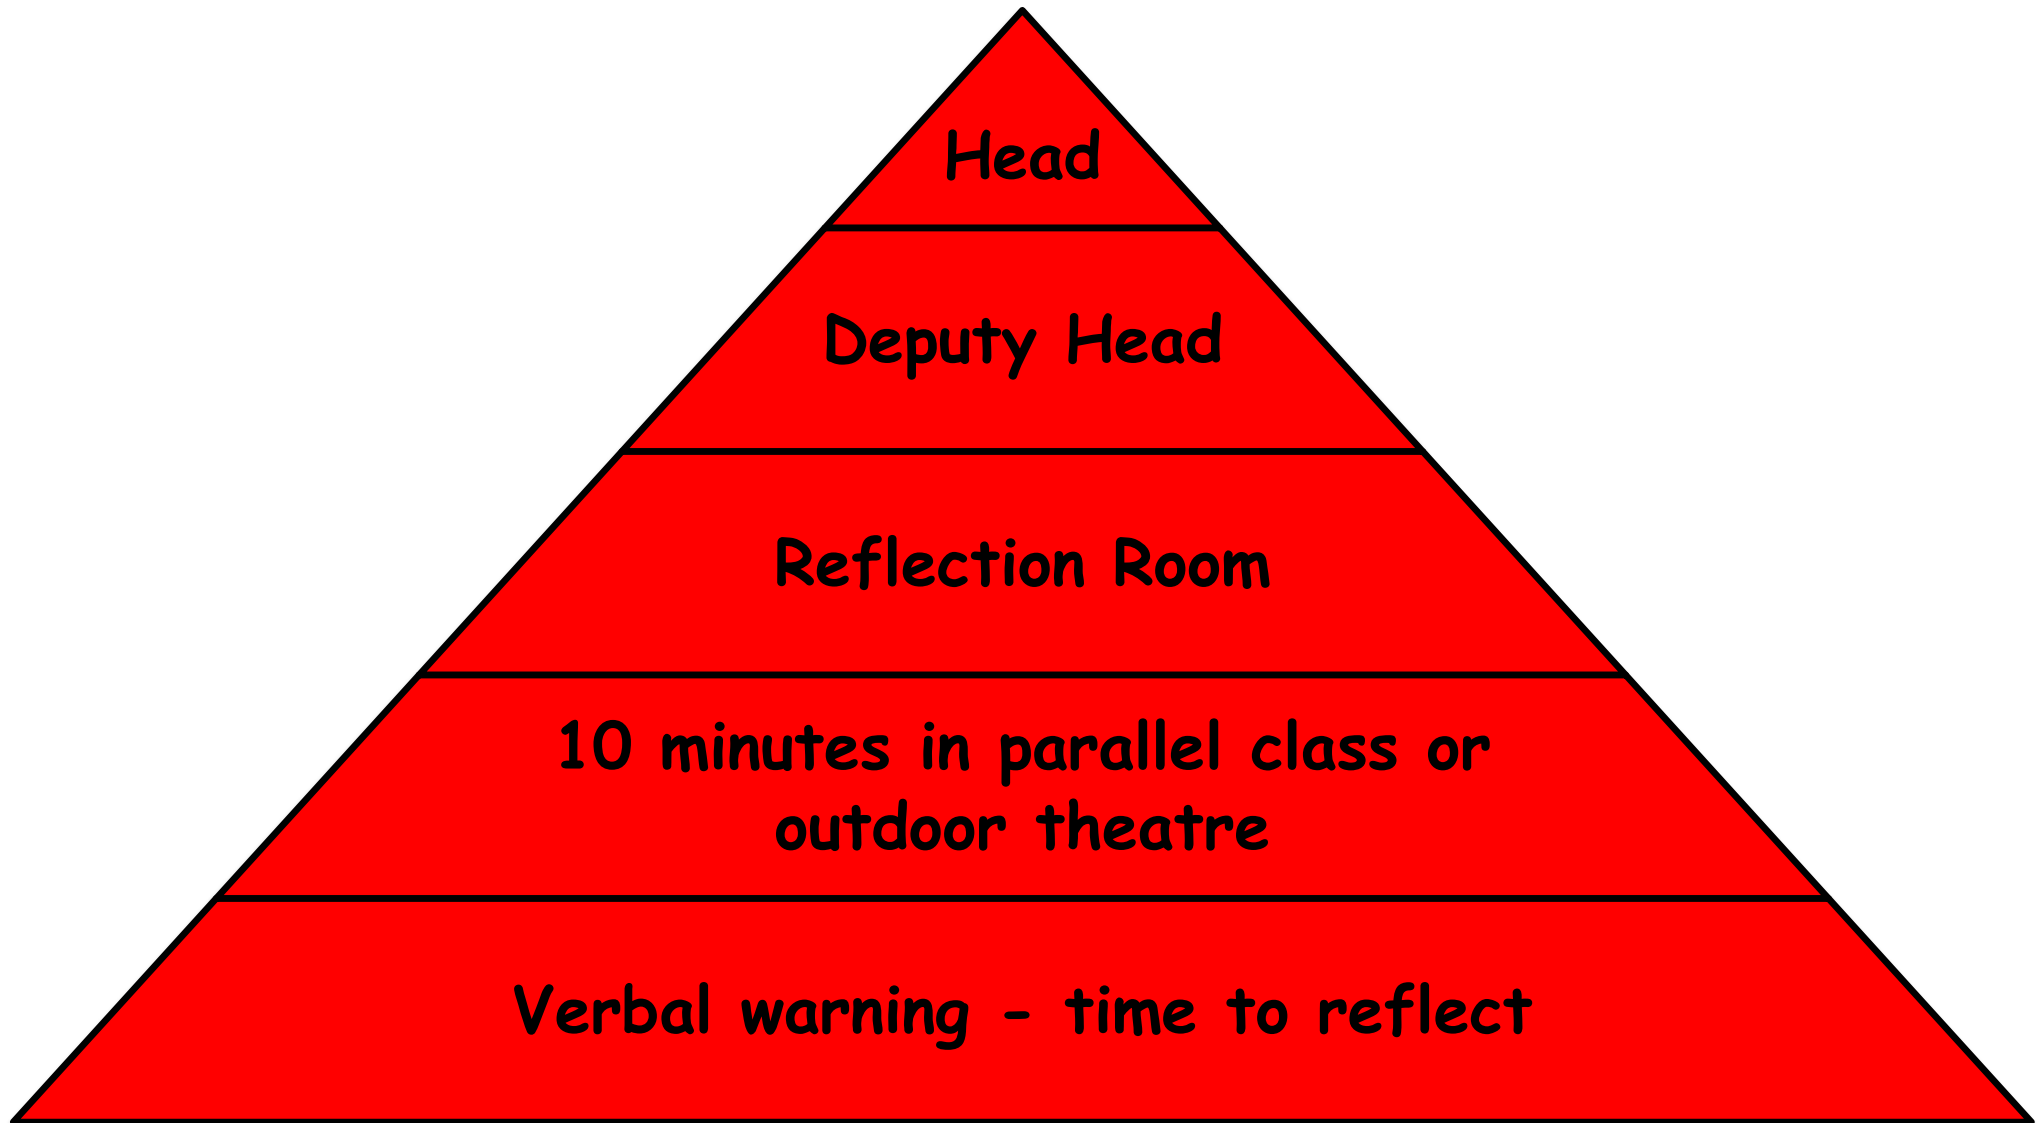 Head
Deputy Head
Reflection Room
10 minutes in parallel class or
outdoor theatre
Verbal warning - time to reflect